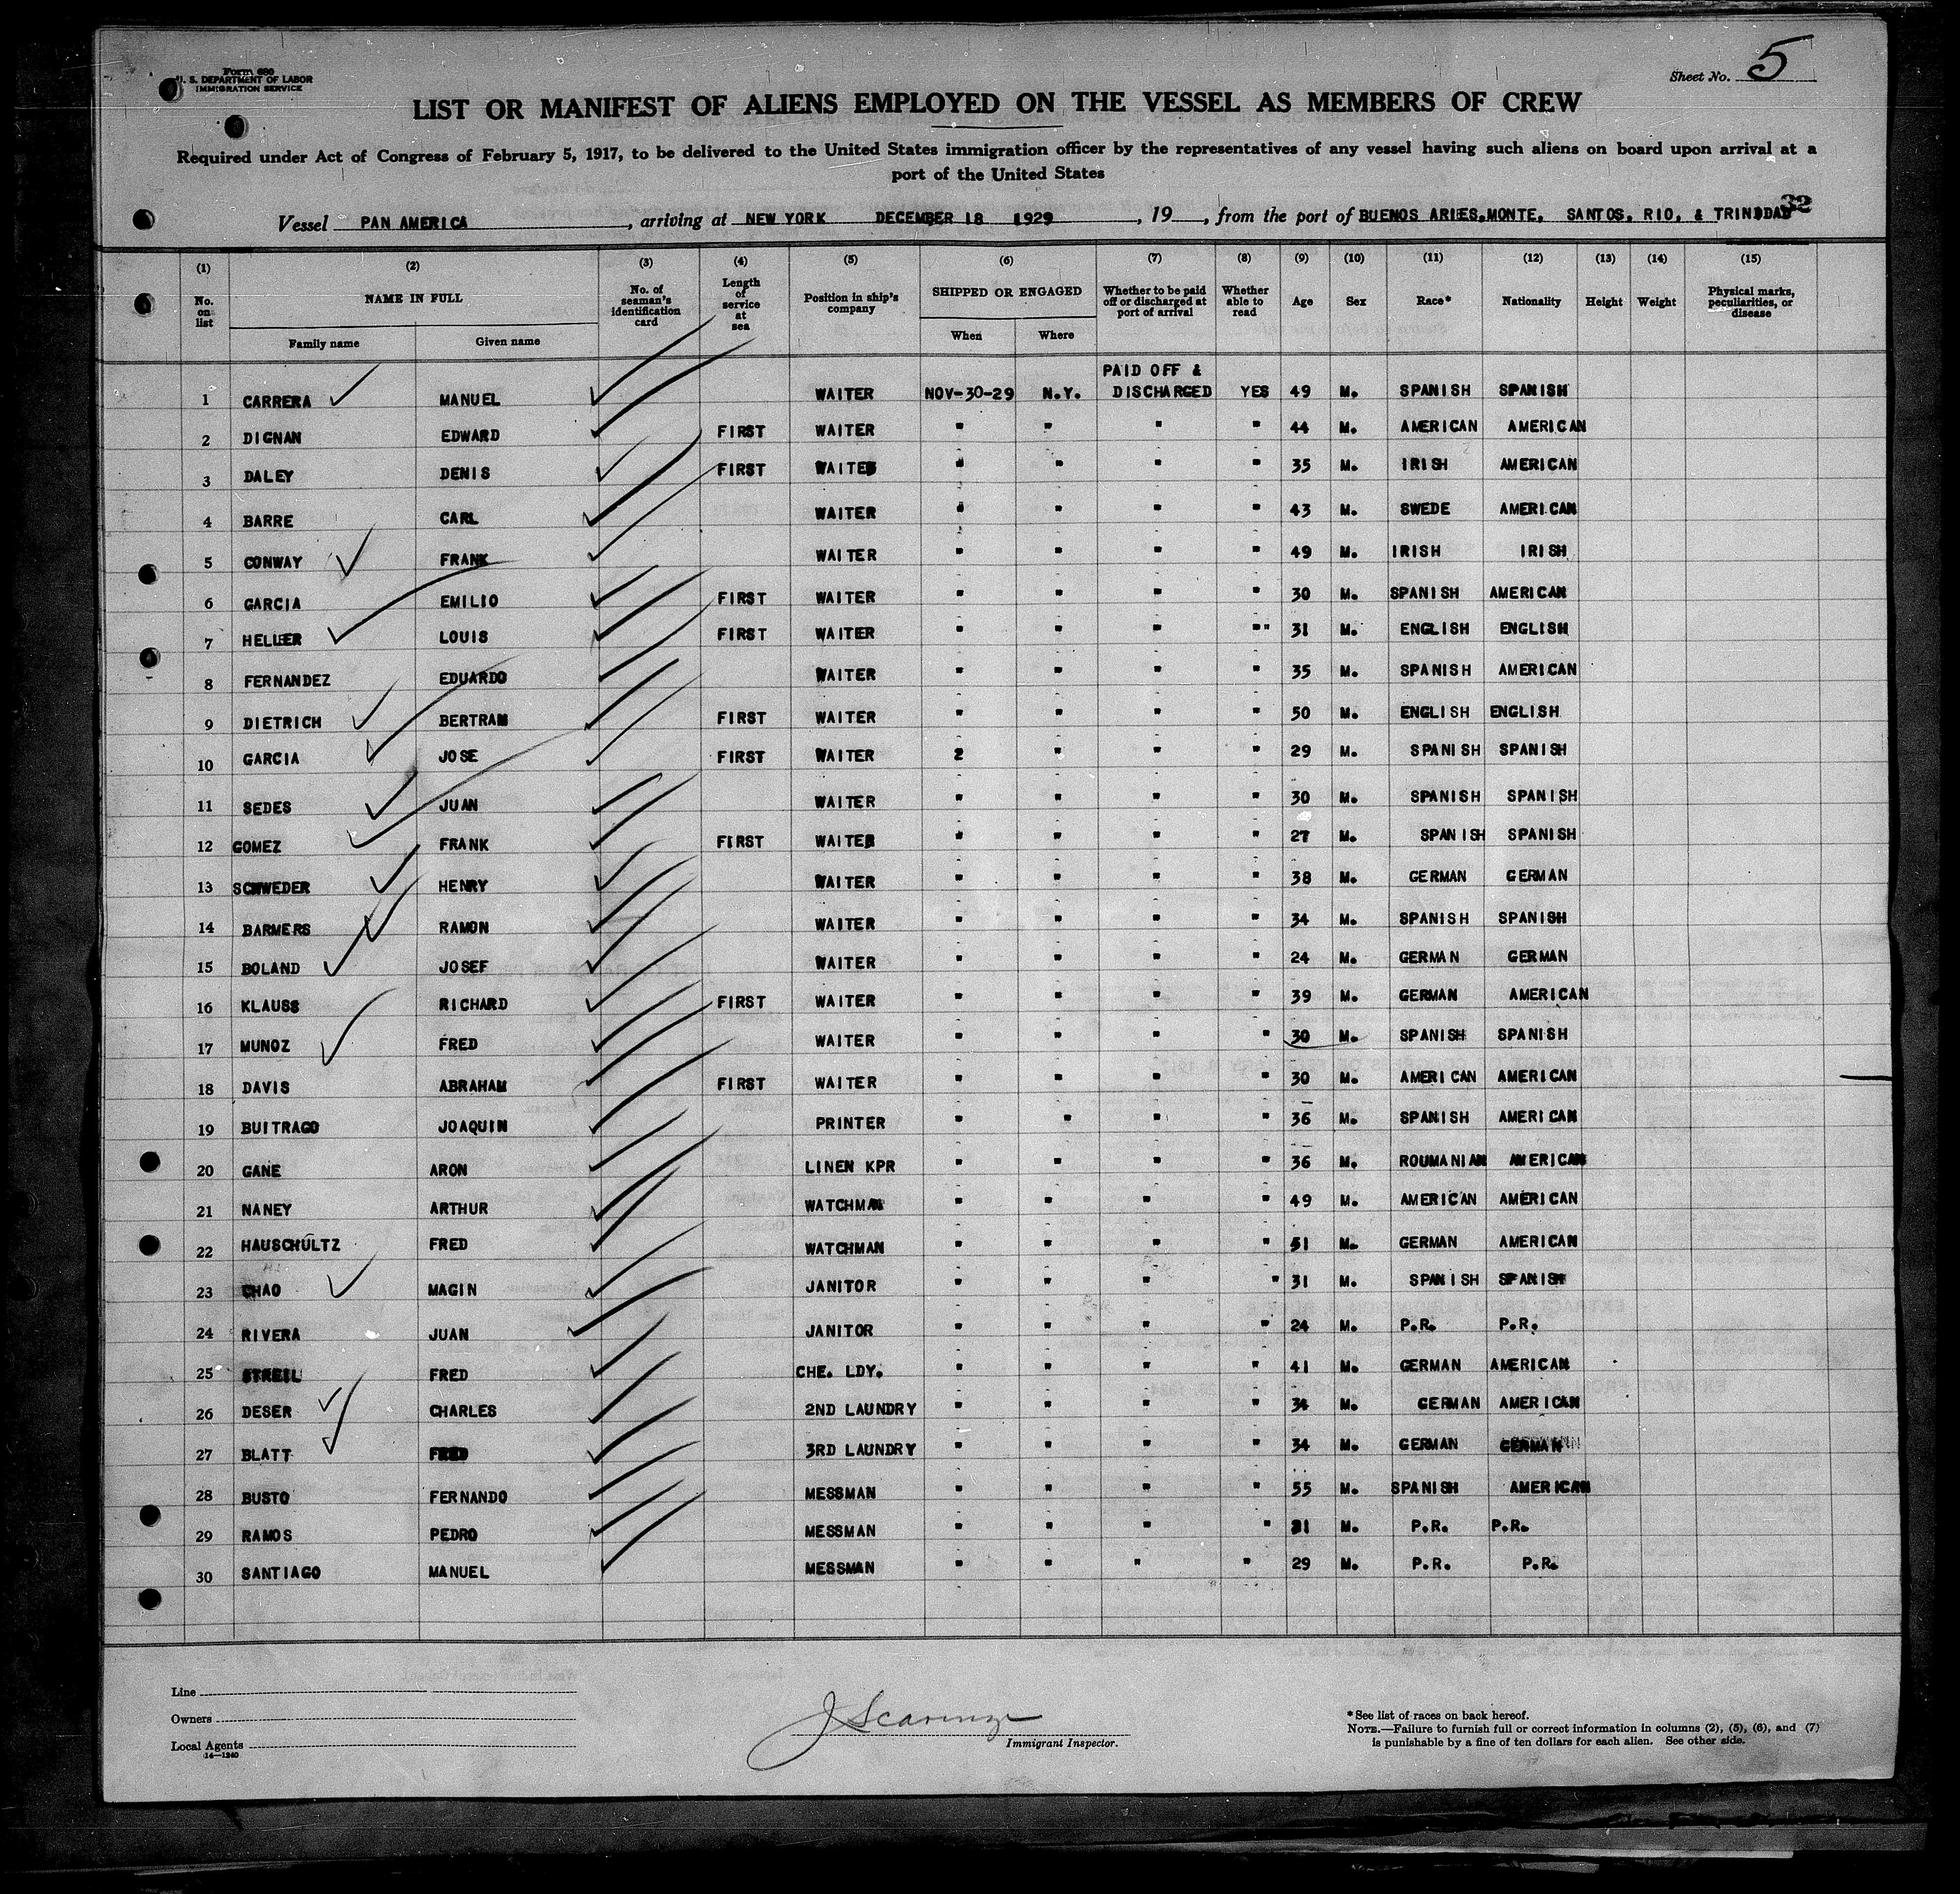 Form 680
U. S. DEPARTMENT OF LABOR
IMMIGRATION SERVICE
Sheet No. 5
LIST OR MANIFEST OF ALIENS EMPLOYED ON THE VESSEL AS MEMBERS OF CREW
Required under Act of Congress of February 5, 1917, to be delivered to the United States immigration officer by the representatives of any vessel having such aliens on board upon arrival at a
port of the United States
32
Vessel PAN AMERICA, arriving at NEW YORK DECEMBER 18 1929, 19, from the port of BUENOS ARIES, MONTE, SANTOS, RIO, & TRINIDAD
(1) (2) (3) (4) (5) (6) (7) (8) (9) (10) (11) (12) (13) (14) (15)
No. on list NAME IN FULL No. of seaman's identification card Length of service at sea Position in ship's company SHIPPED OR ENGAGED Whether to be paid off or discharged at port of arrival Whether able to read Age Sex Race* Nationality Height Weight Physical marks, peculiarities, or disease
Family name Given name When Where
PAID OFF &
1 CARRERA MANUEL WAITER NOV-30-29 N.Y. DISCHARGED YES 49 M. SPANISH SPANISH
2 DIGNAN EDWARD FIRST WAITER " " " " 44 M. AMERICAN AMERICAN
3 DALEY DENIS FIRST WAITER " " " " 35 M. IRISH AMERICAN
4 BARRE CARL WAITER " " " " 43 M. SWEDE AMERICAN
5 CONWAY FRANK WAITER " " " " 49 M. IRISH IRISH
6 GARCIA EMILIO FIRST WAITER " " " " 30 M. SPANISH AMERICAN
7 HELLER LOUIS FIRST WAITER " " " "" 31 M. ENGLISH ENGLISH
8 FERNANDEZ EDUARDO WAITER " " " " 35 M. SPANISH AMERICAN
9 DIETRICH BERTRAM FIRST WAITER " " " " 50 M. ENGLISH ENGLISH
10 GARCIA JOSE FIRST WAITER 2 " " " 29 M. SPANISH SPANISH
11 SEDES JUAN WAITER " " " " 30 M. SPANISH SPANISH
12 GOMEZ FRANK FIRST WAITER " " " " 27 M. SPANISH SPANISH
13 SCHWEDER HENRY WAITER " " " " 38 M. GERMAN GERMAN
14 BARMERS RAMON WAITER " " " " 34 M. SPANISH SPANISH
15 BOLAND JOSEF WAITER " " " " 24 M. GERMAN GERMAN
16 KLAUSS RICHARD FIRST WAITER " " " " 39 M. GERMAN AMERICAN
17 MUNOZ FRED WAITER " " " " 30 M. SPANISH SPANISH
18 DAVIS ABRAHAM FIRST WAITER " " " " 30 M. AMERICAN AMERICAN
19 BUITRAGO JOAQUIN PRINTER " " " " 36 M. SPANISH AMERICAN
20 GANE ARON LINEN KPR " " " " 36 M. ROUMANIAN AMERICAN
21 NANEY ARTHUR WATCHMAN " " " " 49 M. AMERICAN AMERICAN
22 HAUSCHULTZ FRED WATCHMAN " " " " 51 M. GERMAN AMERICAN
23 CHAO MAGIN JANITOR " " " " 31 M. SPANISH SPANISH
24 RIVERA JUAN JANITOR " " " " 24 M. P.R. P.R.
25 FRED CHE. LDY. " " " " 41 M. GERMAN AMERICAN
26 DESER CHARLES 2ND LAUNDRY " " " " 34 M. GERMAN AMERICAN
27 BLATT FRED 3RD LAUNDRY " " " " 34 M. GERMAN GERMAN
28 BUSTO FERNANDO MESSMAN " " " " 55 M. SPANISH AMERICAN
29 RAMOS PEDRO MESSMAN " " " " 31 M. P.R. P.R.
30 SANTIAGO MANUEL MESSMAN " " " " 29 M. P.R. P.R.
Line
Owners
Local Agents
14—1240
Immigrant Inspector.
*See list of races on back hereof.
NOTE.—Failure to furnish full or correct information in columns (2), (5), (6), and (7)
is punishable by a fine of ten dollars for each alien. See other side.